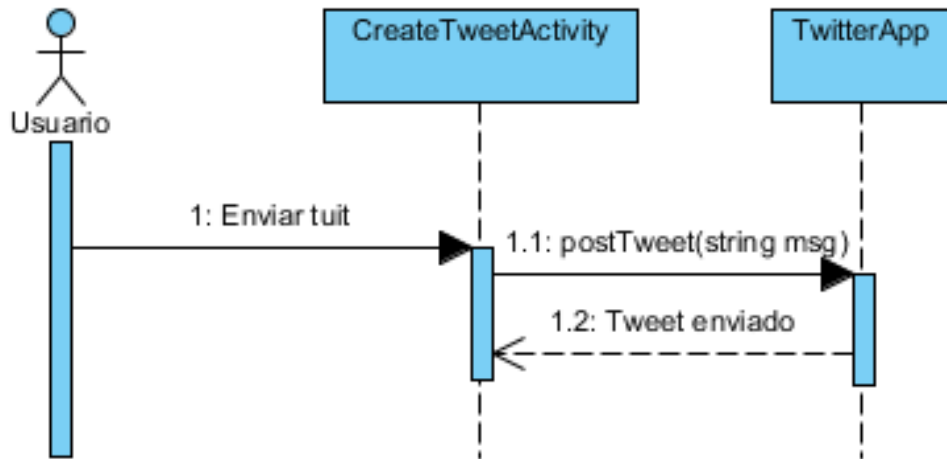 CreateTweetActivity
TwitterApp
Usuario
1: Enviar tuit
1.1: postTweet(string msg)
1.2: Tweet enviado